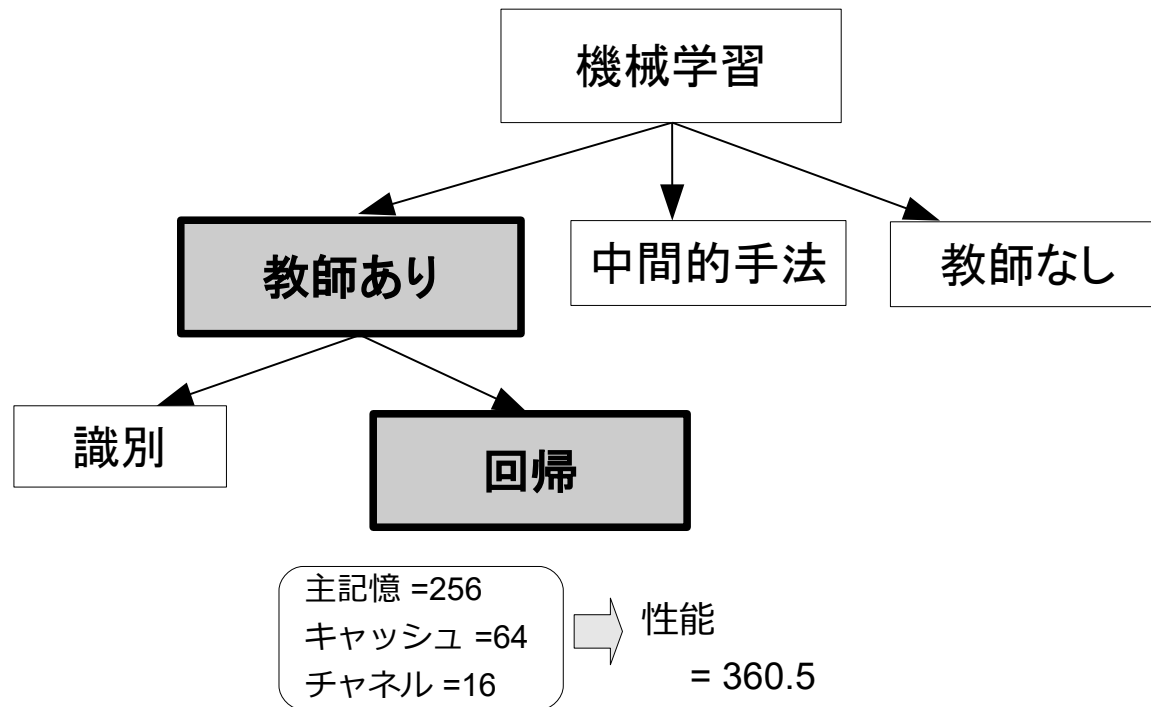 機械学習
教師あり
中間的手法
教師なし
識別
回帰
主記憶 =256
キャッシュ =64
チャネル =16
性能
= 360.5